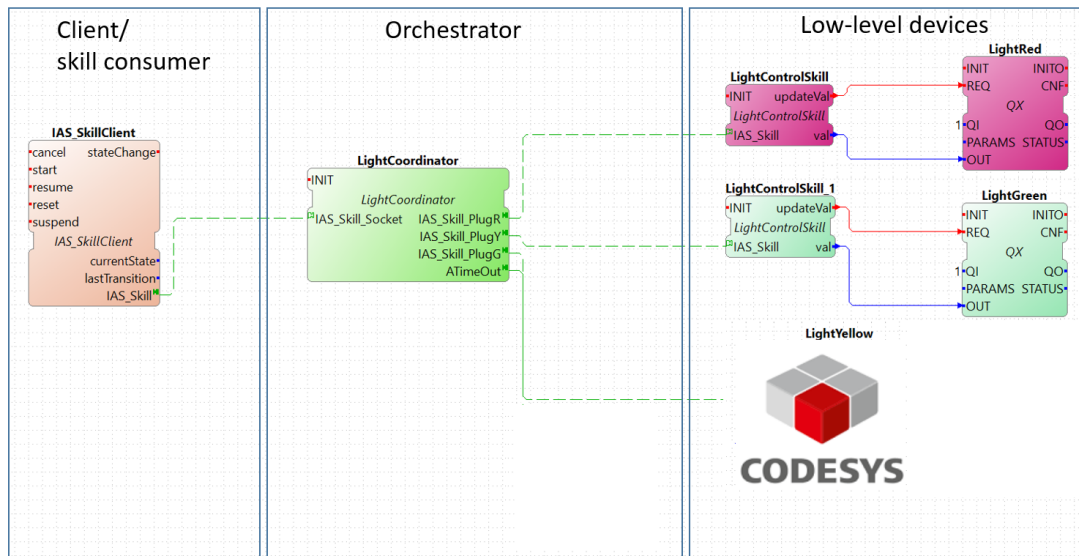 Client/
skill consumer
Orchestrator
Low-level devices
IAS_SkillClient
cancel stateChange
start
resume
reset
suspend
IAS_SkillClient
currentState
lastTransition
IAS_Skill
LightCoordinator
INIT
LightCoordinator
IAS_Skill_Socket IAS_Skill_PlugR
IAS_Skill_PlugY
IAS_Skill_PlugG
ATimeOut
LightControlSkill
INIT updateVal
LightControlSkill
IAS_Skill val
LightRed
INIT INITO
REQ CNF
QX
1 QI QO
PARAMS STATUS
OUT
LightControlSkill_1
INIT updateVal
LightControlSkill
IAS_Skill val
LightGreen
INIT INITO
REQ CNF
QX
1 QI QO
PARAMS STATUS
OUT
LightYellow
CODESYS